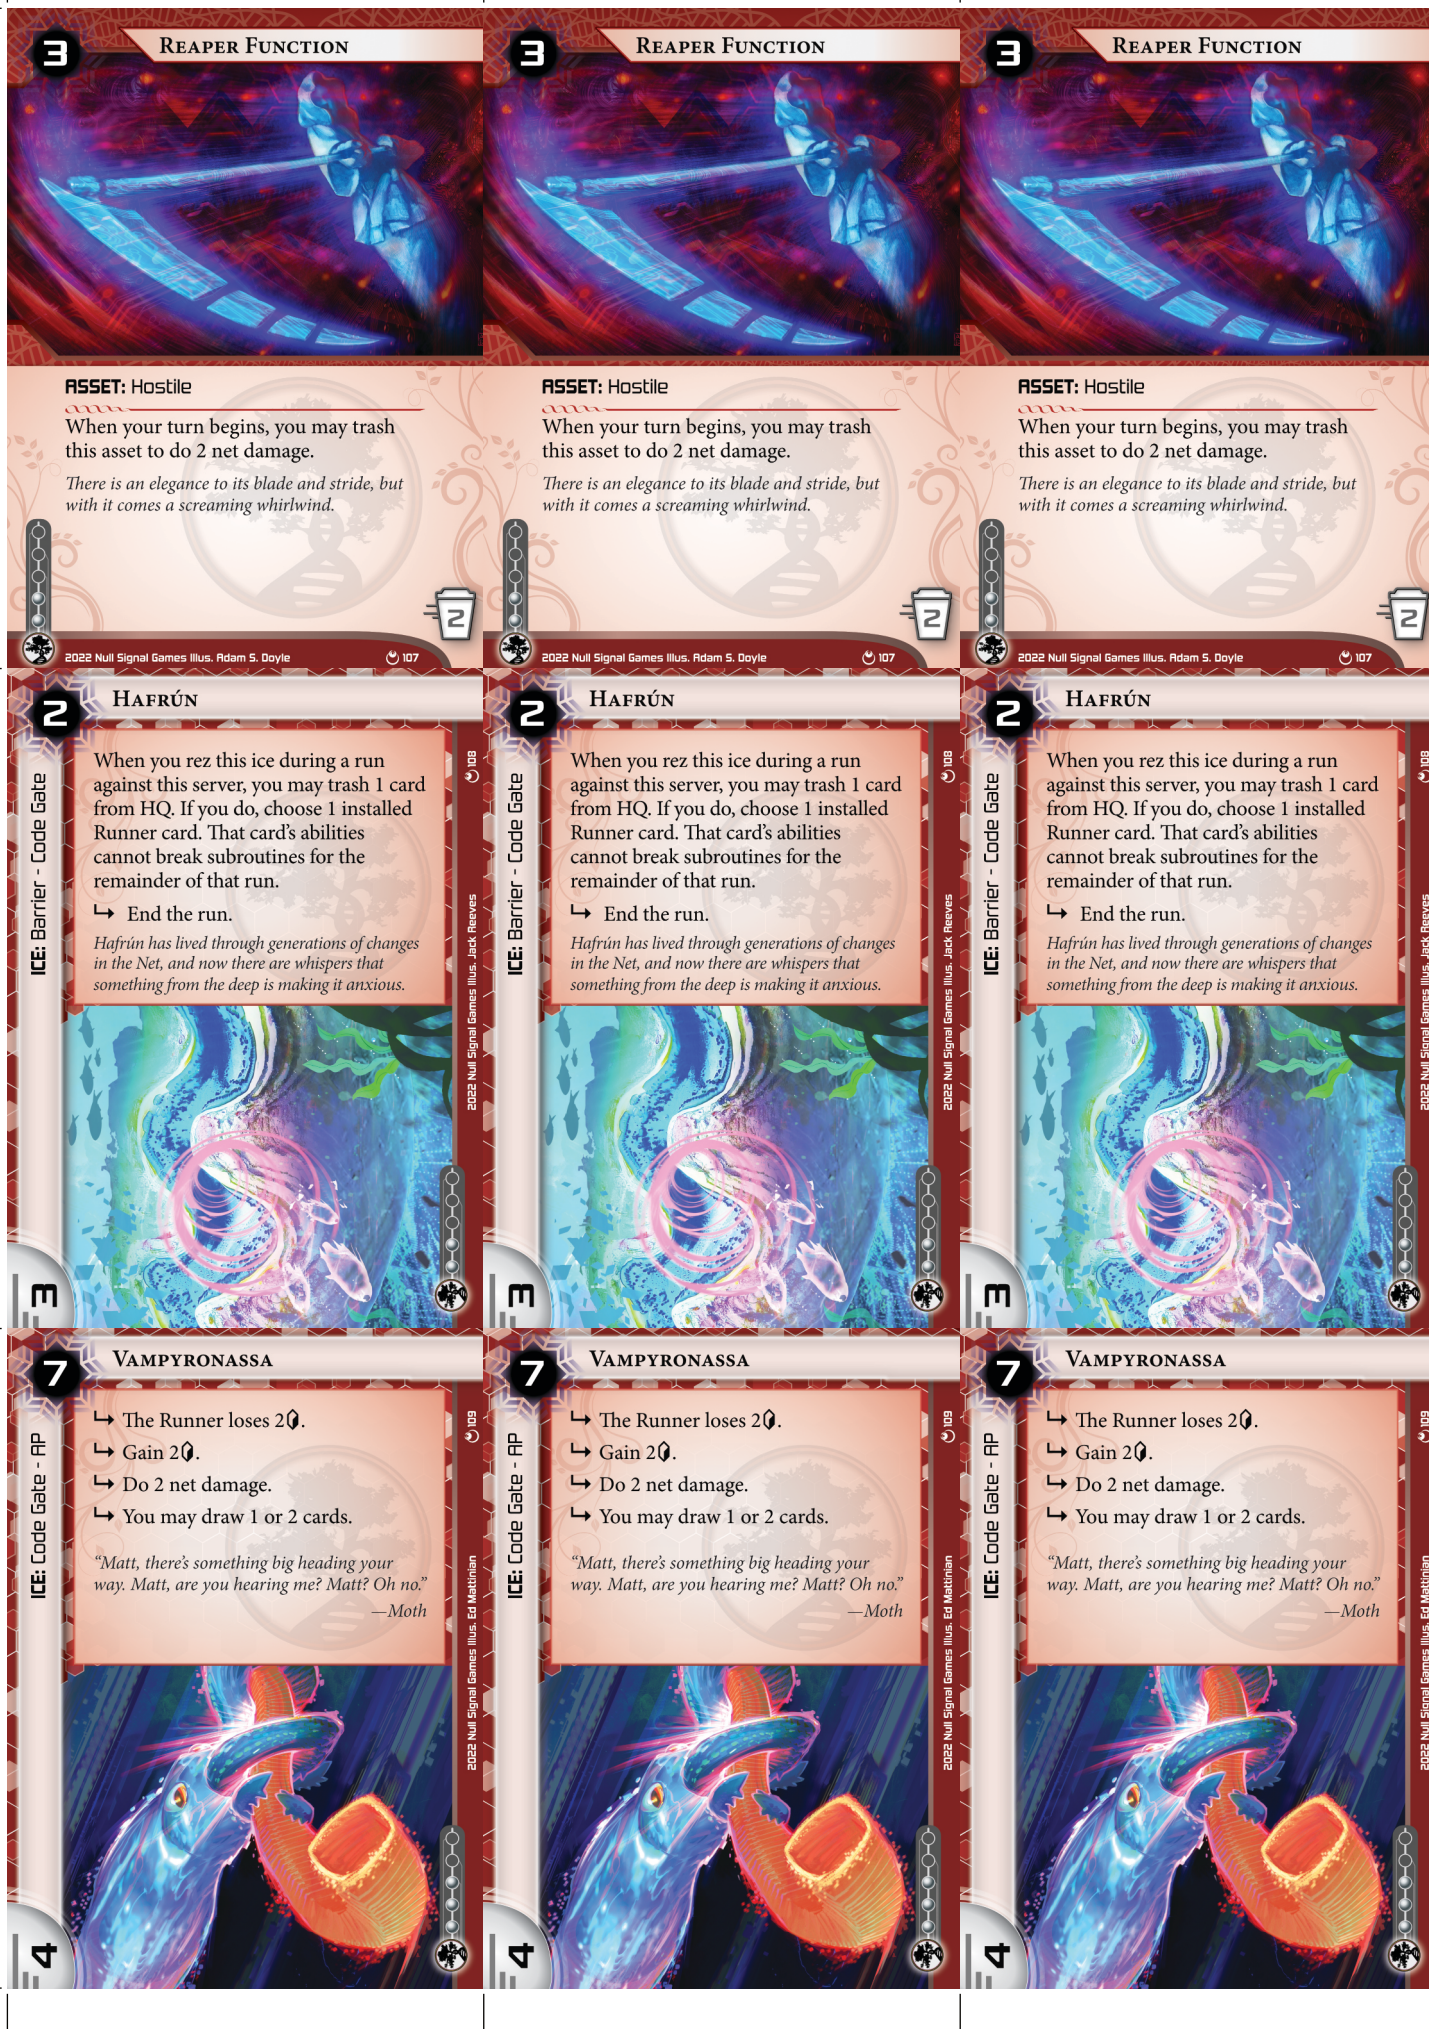 3
REAPER FUNCTION
ASSET: Hostile
When your turn begins, you may trash
this asset to do 2 net damage.
There is an elegance to its blade and stride, but
with it comes a screaming whirlwind.
2
2022 Null Signal Games Illus. Adam S. Doyle
107
3
REAPER FUNCTION
ASSET: Hostile
When your turn begins, you may trash
this asset to do 2 net damage.
There is an elegance to its blade and stride, but
with it comes a screaming whirlwind.
2
2022 Null Signal Games Illus. Adam S. Doyle
107
3
REAPER FUNCTION
ASSET: Hostile
When your turn begins, you may trash
this asset to do 2 net damage.
There is an elegance to its blade and stride, but
with it comes a screaming whirlwind.
2
2022 Null Signal Games Illus. Adam S. Doyle
107
2
HAFRÚN
ICE: Barrier - Code Gate
When you rez this ice during a run
against this server, you may trash 1 card
from HQ. If you do, choose 1 installed
Runner card. That card's abilities
cannot break subroutines for the
remainder of that run.
↳ End the run.
Hafrún has lived through generations of changes
in the Net, and now there are whispers that
something from the deep is making it anxious.
2022 Null Signal Games Illus. Jack Reeves
108
3
2
HAFRÚN
ICE: Barrier - Code Gate
When you rez this ice during a run
against this server, you may trash 1 card
from HQ. If you do, choose 1 installed
Runner card. That card's abilities
cannot break subroutines for the
remainder of that run.
↳ End the run.
Hafrún has lived through generations of changes
in the Net, and now there are whispers that
something from the deep is making it anxious.
2022 Null Signal Games Illus. Jack Reeves
108
3
2
HAFRÚN
ICE: Barrier - Code Gate
When you rez this ice during a run
against this server, you may trash 1 card
from HQ. If you do, choose 1 installed
Runner card. That card's abilities
cannot break subroutines for the
remainder of that run.
↳ End the run.
Hafrún has lived through generations of changes
in the Net, and now there are whispers that
something from the deep is making it anxious.
2022 Null Signal Games Illus. Jack Reeves
108
3
7
VAMPYRONASSA
ICE: Code Gate - AP
↳ The Runner loses 2.
↳ Gain 2.
↳ Do 2 net damage.
↳ You may draw 1 or 2 cards.
“Matt, there's something big heading your
way. Matt, are you hearing me? Matt? Oh no.”
—Moth
2022 Null Signal Games Illus. Ed Mattinian
109
4
7
VAMPYRONASSA
ICE: Code Gate - AP
↳ The Runner loses 2.
↳ Gain 2.
↳ Do 2 net damage.
↳ You may draw 1 or 2 cards.
“Matt, there's something big heading your
way. Matt, are you hearing me? Matt? Oh no.”
—Moth
2022 Null Signal Games Illus. Ed Mattinian
109
4
7
VAMPYRONASSA
ICE: Code Gate - AP
↳ The Runner loses 2.
↳ Gain 2.
↳ Do 2 net damage.
↳ You may draw 1 or 2 cards.
“Matt, there's something big heading your
way. Matt, are you hearing me? Matt? Oh no.”
—Moth
2022 Null Signal Games Illus. Ed Mattinian
109
4